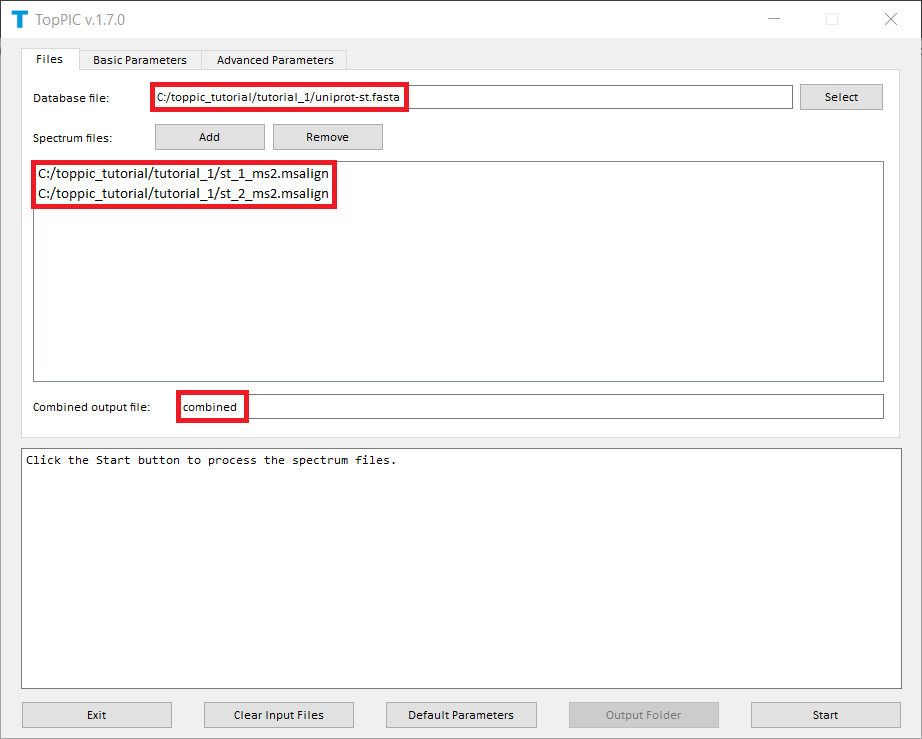 TopPIC v.1.7.0
Files Basic Parameters Advanced Parameters
Database file: C:/toppic_tutorial/tutorial_1/uniprot-st.fasta Select
Spectrum files: Add Remove
C:/toppic_tutorial/tutorial_1/st_1_ms2.msalign
C:/toppic_tutorial/tutorial_1/st_2_ms2.msalign
Combined output file: combined
Click the Start button to process the spectrum files.
Exit Clear Input Files Default Parameters Output Folder Start